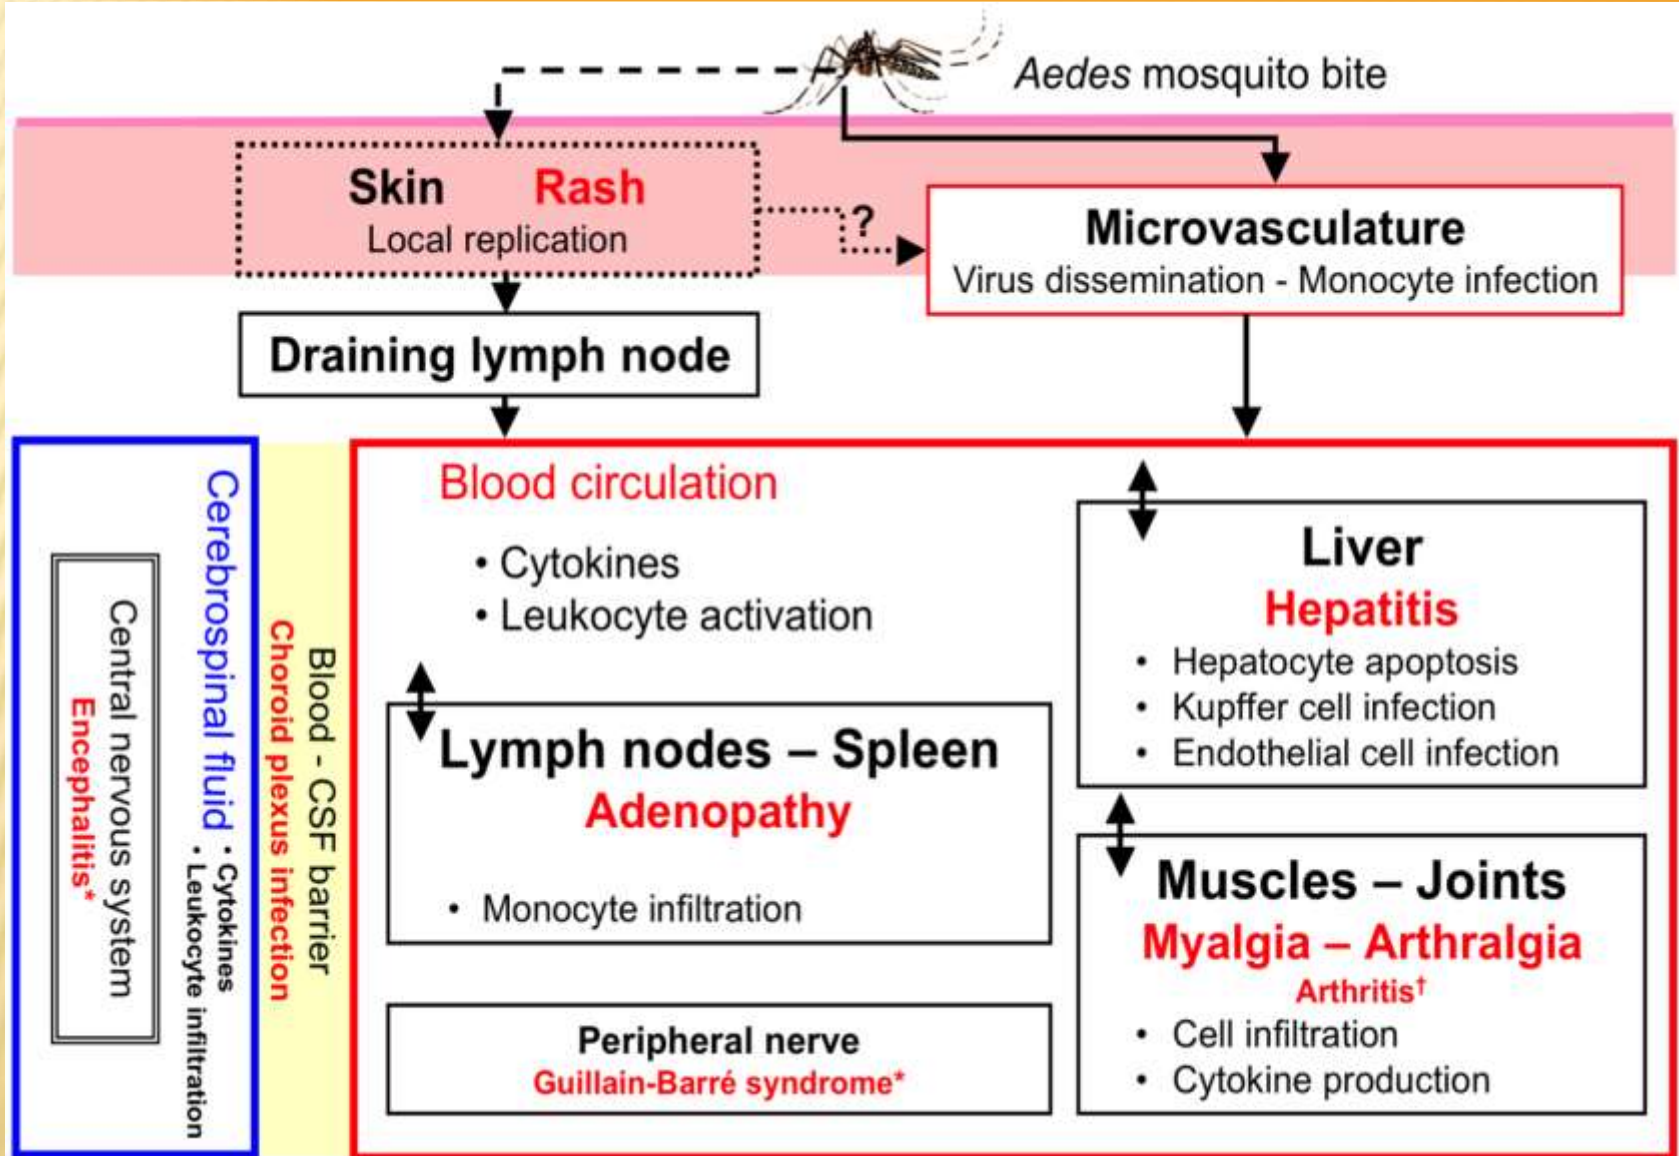 Aedes mosquito bite
Skin Rash
Local replication
?
Microvasculature
Virus dissemination - Monocyte infection
Draining lymph node
Blood circulation
• Cytokines
• Leukocyte activation
Lymph nodes – Spleen
Adenopathy
• Monocyte infiltration
Peripheral nerve
Guillain-Barré syndrome*
Liver
Hepatitis
• Hepatocyte apoptosis
• Kupffer cell infection
• Endothelial cell infection
Muscles – Joints
Myalgia – Arthralgia
Arthritis†
• Cell infiltration
• Cytokine production
Blood - CSF barrier
Choroid plexus infection
Cerebrospinal fluid
• Cytokines
• Leukocyte infiltration
Central nervous system
Encephalitis*